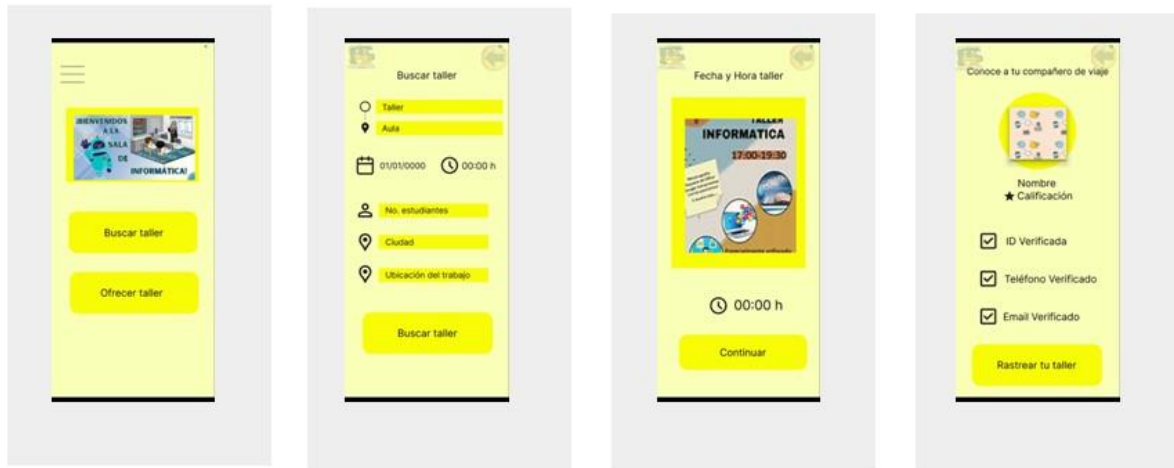 ¡BIENVENIDOS
A LA
SALA
DE
INFORMÁTICA!
Buscar taller
Ofrecer taller
Buscar taller
Taller
Aula
01/01/0000 00:00 h
No. estudiantes
Ciudad
Ubicación del trabajo
Buscar taller
Fecha y Hora taller
TALLER
INFORMATICA
17:00-19:30
00:00 h
Continuar
Conoce a tu compañero de viaje
Nombre
Calificación
ID Verificada
Teléfono Verificado
Email Verificado
Rastrear tu taller